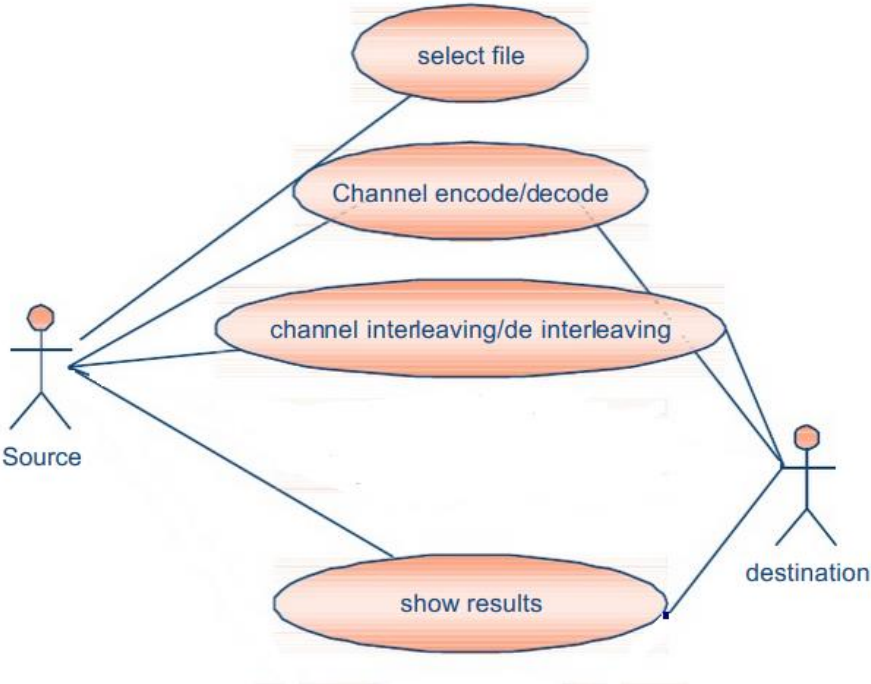 select file
Channel encode/decode
channel interleaving/de interleaving
Source
destination
show results